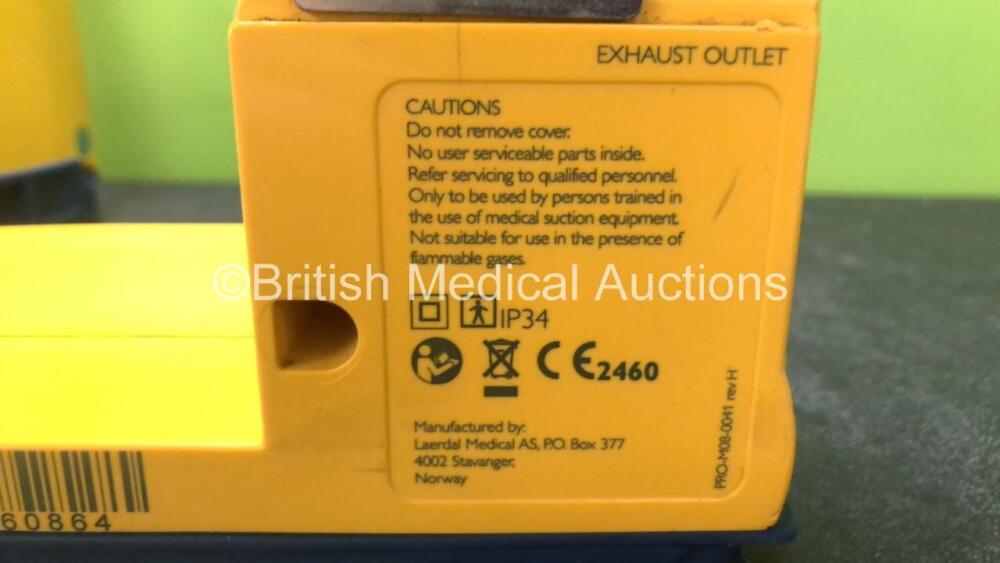 EXHAUST OUTLET
CAUTIONS
Do not remove cover.
No user serviceable parts inside.
Refer servicing to qualified personnel.
Only to be used by persons trained in
the use of medical suction equipment.
Not suitable for use in the presence of
flammable gases.
©British Medical Auctions
IP34
CE2460
Manufactured by:
Laerdal Medical AS, P.O. Box 377
4002 Stavanger,
Norway
PRO-M08-0041 rev H
60864